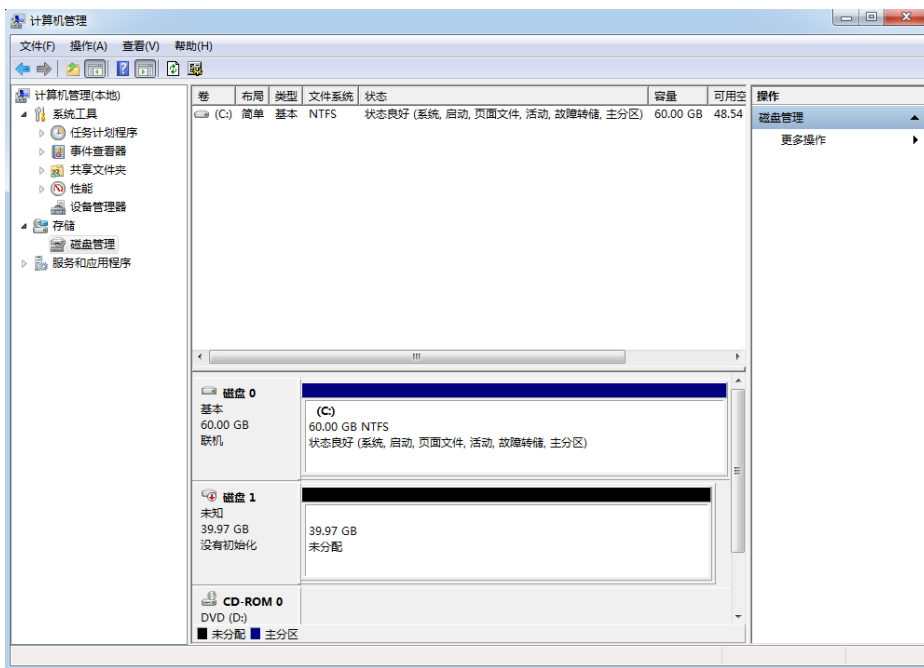 计算机管理
文件(F) 操作(A) 查看(V) 帮助(H)
计算机管理(本地)
系统工具
任务计划程序
事件查看器
共享文件夹
性能
设备管理器
存储
磁盘管理
服务和应用程序
卷 布局 类型 文件系统 状态 容量 可用空
(C:) 简单 基本 NTFS 状态良好 (系统, 启动, 页面文件, 活动, 故障转储, 主分区) 60.00 GB 48.54
磁盘 0
基本
60.00 GB
联机
(C:)
60.00 GB NTFS
状态良好 (系统, 启动, 页面文件, 活动, 故障转储, 主分区)
磁盘 1
未知
39.97 GB
没有初始化
39.97 GB
未分配
CD-ROM 0
DVD (D:)
未分配 主分区
操作
磁盘管理
更多操作